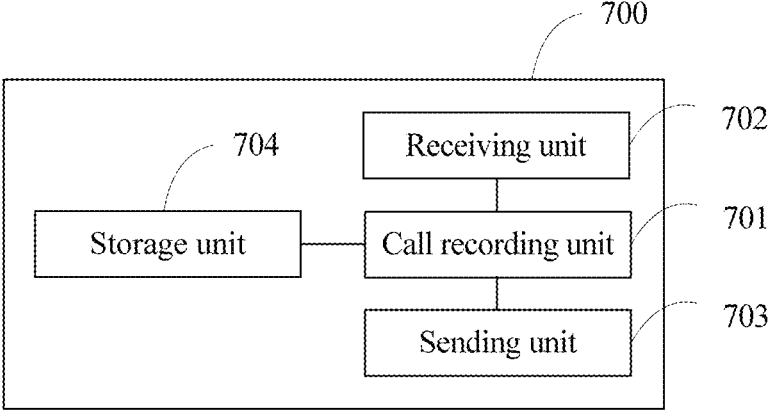 700
Receiving unit
702
704
Storage unit
Call recording unit
701
Sending unit
703